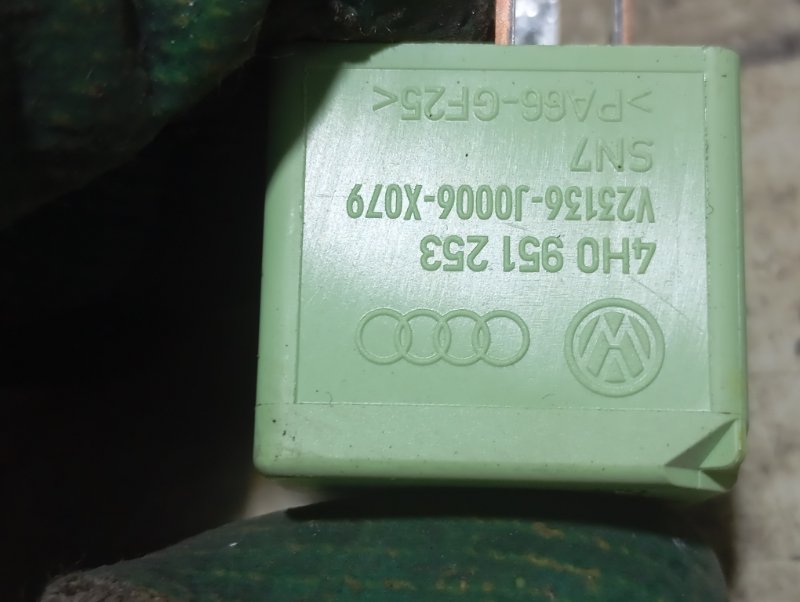 4H0 951 253
V23136-J0006-X079
SN7
>PA66-GF25<